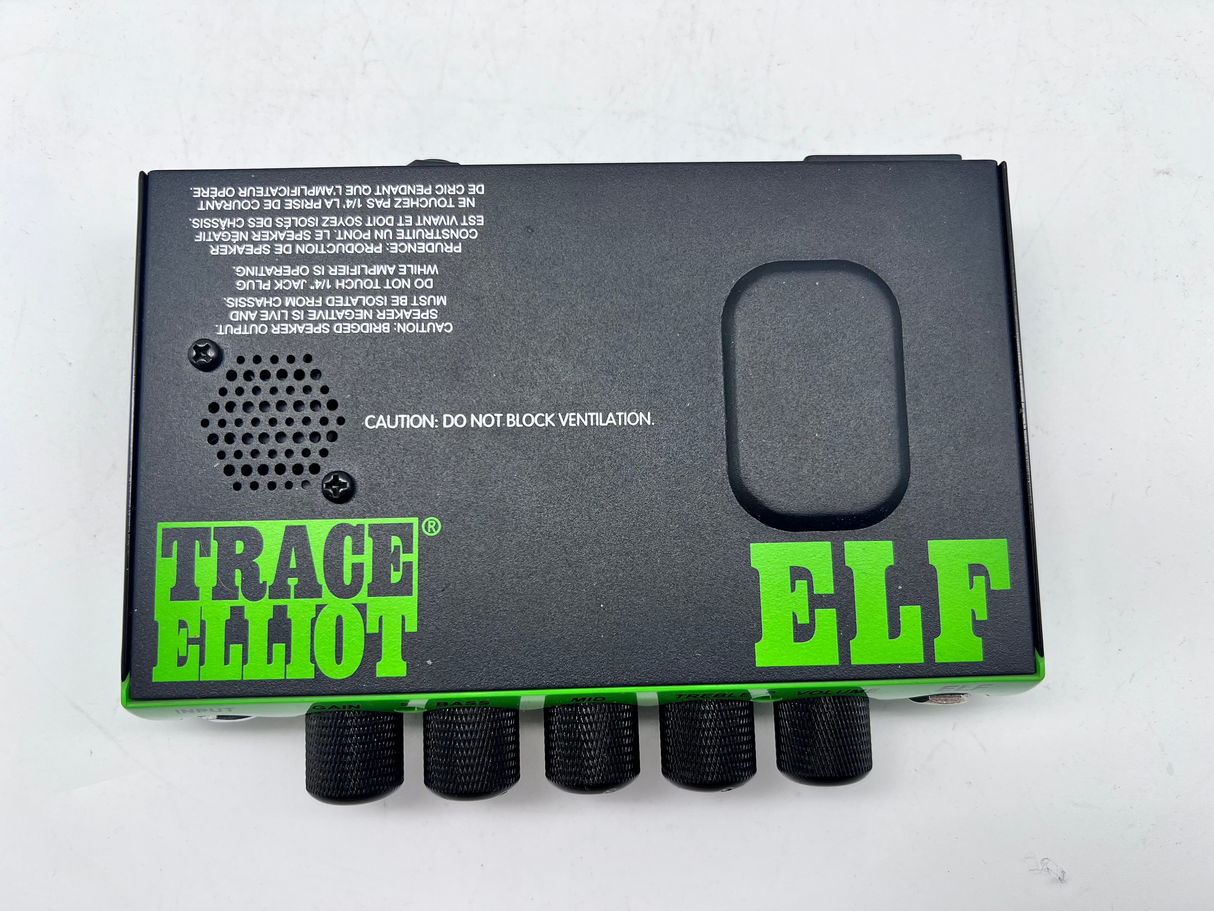 CAUTION: BRIDGED SPEAKER OUTPUT.
SPEAKER NEGATIVE IS LIVE AND
MUST BE ISOLATED FROM CHASSIS.
DO NOT TOUCH 1/4" JACK PLUG
WHILE AMPLIFIER IS OPERATING.
PRUDENCE: PRODUCTION DE SPEAKER
CONSTRUITE UN PONT. LE SPEAKER NÉGATIF
EST VIVANT ET DOIT SOYEZ ISOLÉS DES CHÂSSIS.
NE TOUCHEZ PAS 1/4' LA PRISE DE COURANT
DE CRIC PENDANT QUE L'AMPLIFICATEUR OPÈRE.
CAUTION: DO NOT BLOCK VENTILATION.
TRACE ®
ELLIOT
ELF
INPUT GAIN BASS MID TREBLE VOLUME